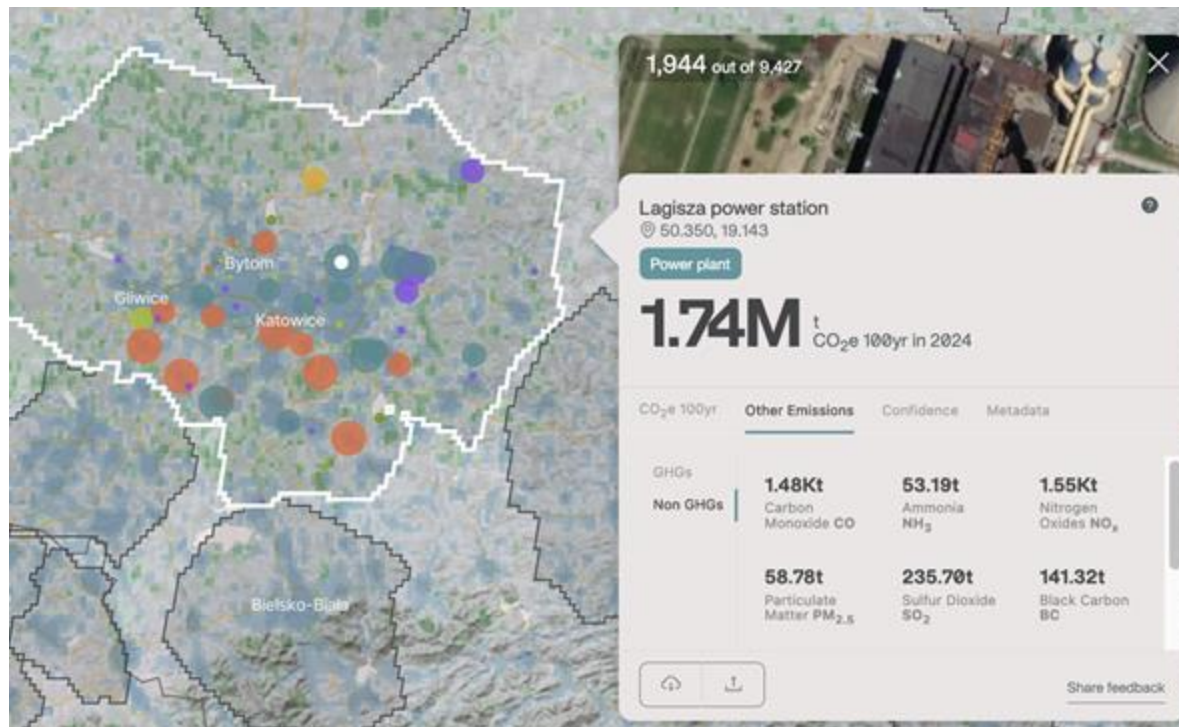 Bytom
Gliwice
Katowice
Bielsko-Biała
1,944 out of 9,427
Lagisza power station
50.350, 19.143
?
Power plant
1.74M t
CO₂e 100yr in 2024
CO₂e 100yr Other Emissions Confidence Metadata
GHGs
Non GHGs
1.48Kt 53.19t 1.55Kt
Carbon Ammonia Nitrogen
Monoxide CO NH₃ Oxides NOₓ
58.78t 235.70t 141.32t
Particulate Sulfur Dioxide Black Carbon
Matter PM₂.₅ SO₂ BC
Share feedback